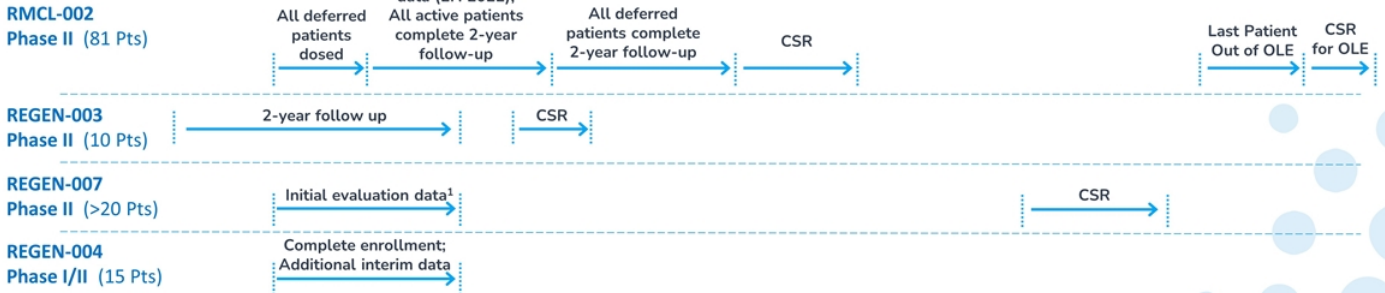 RMCL-002
Phase II (81 Pts)
All deferred
patients
dosed
All active patients
complete 2-year
follow-up
All deferred
patients complete
2-year follow-up
CSR
Last Patient
Out of OLE
CSR
for OLE
REGEN-003
Phase II (10 Pts)
2-year follow up
CSR
REGEN-007
Phase II (>20 Pts)
Initial evaluation data¹
CSR
REGEN-004
Phase I/II (15 Pts)
Complete enrollment;
Additional interim data